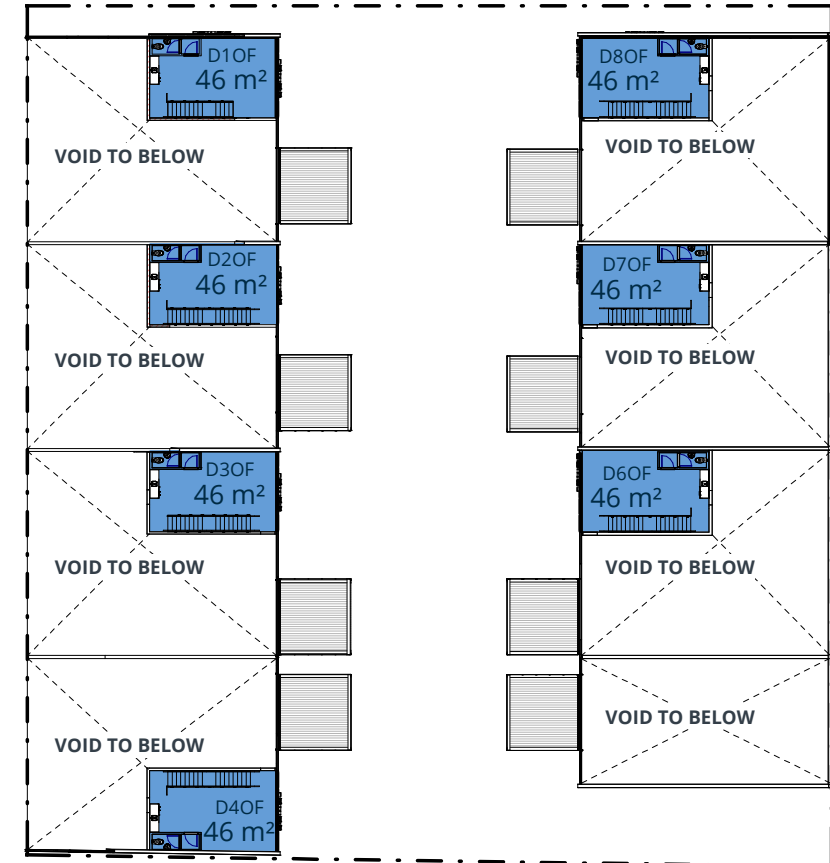 D1OF
46 m²
VOID TO BELOW
D8OF
46 m²
VOID TO BELOW
D2OF
46 m²
VOID TO BELOW
D7OF
46 m²
VOID TO BELOW
D3OF
46 m²
VOID TO BELOW
D6OF
46 m²
VOID TO BELOW
VOID TO BELOW
D4OF
46 m²
VOID TO BELOW